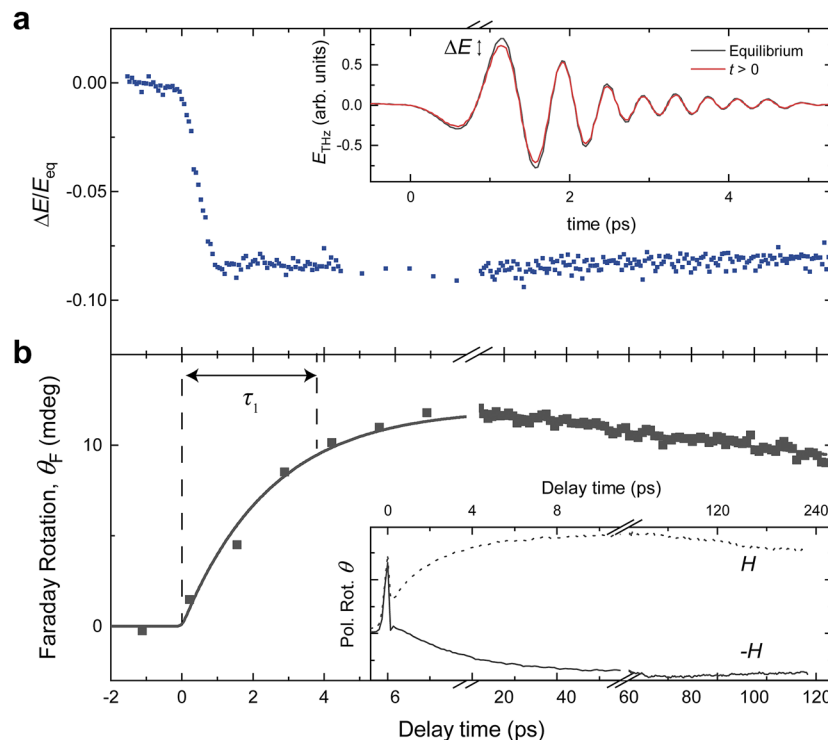 a
0.00
-0.05
-0.10
ΔE/E_eq
ΔE
Equilibrium
t > 0
0.5
0.0
-0.5
E_THz (arb. units)
0 2 4
time (ps)
b
τ_1
10
0
Faraday Rotation, θ_F (mdeg)
Delay time (ps)
0 4 8 120 240
Pol. Rot. θ
H
-H
-2 0 2 4 6 20 40 60 80 100 120
Delay time (ps)